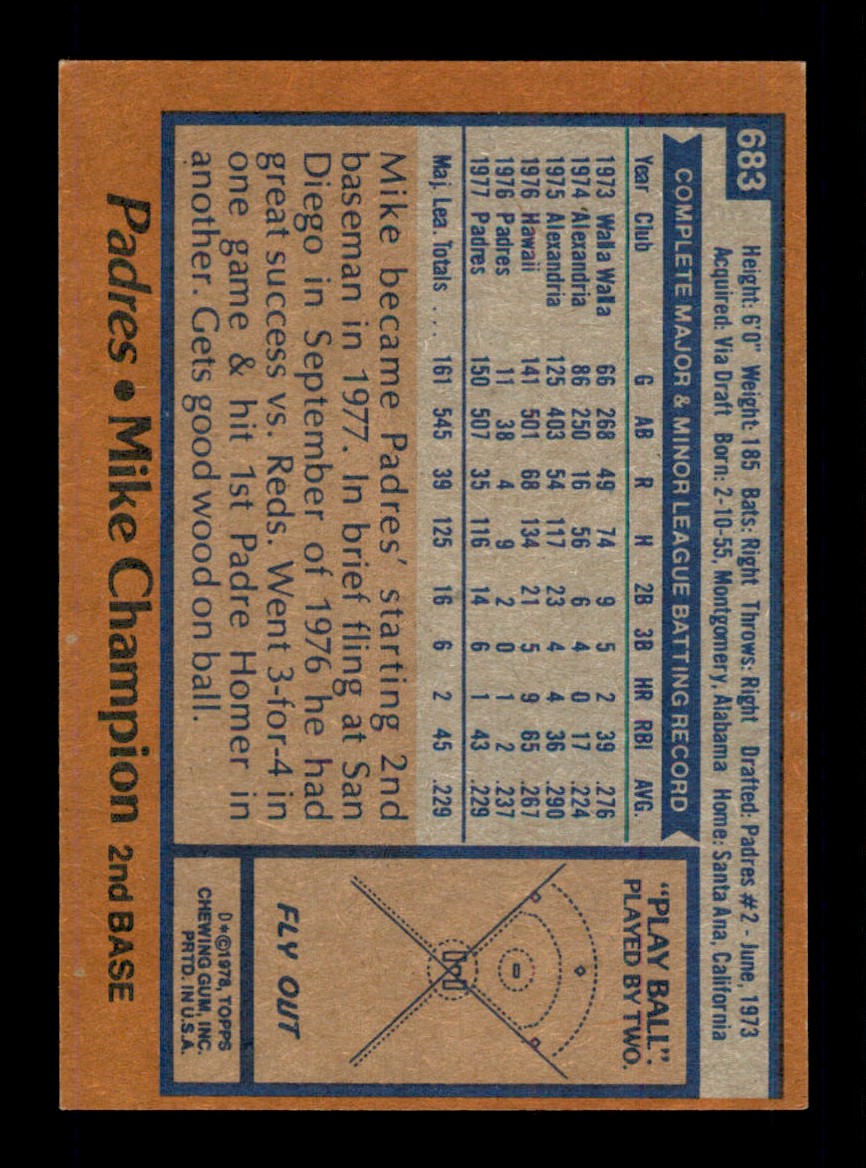 683
Height: 6'0" Weight: 185 Bats: Right Throws: Right Drafted: Padres #2 - June, 1973
Acquired: Via Draft Born: 2-10-55, Montgomery, Alabama Home: Santa Ana, California
COMPLETE MAJOR & MINOR LEAGUE BATTING RECORD
Year Club G AB R H 2B 3B HR RBI AVG.
1973 Walla Walla 66 268 49 74 9 5 2 39 .276
1974 Alexandria 86 250 16 56 6 4 0 17 .224
1975 Alexandria 125 403 54 117 23 4 4 36 .290
1976 Hawaii 141 501 68 134 21 5 9 65 .267
1976 Padres 11 38 4 9 2 0 1 2 .237
1977 Padres 150 507 35 116 14 6 1 43 .229
Maj. Lea. Totals .... 161 545 39 125 16 6 2 45 .229
Mike became Padres' starting 2nd
baseman in 1977. In brief fling at San
Diego in September of 1976 he had
great success vs. Reds. Went 3-for-4 in
one game & hit 1st Padre Homer in
another. Gets good wood on ball.
"PLAY BALL":
PLAYED BY TWO.
FLY OUT
D*©1978, TOPPS
CHEWING GUM, INC.
PRTD. IN U.S.A.
Padres • Mike Champion 2nd BASE